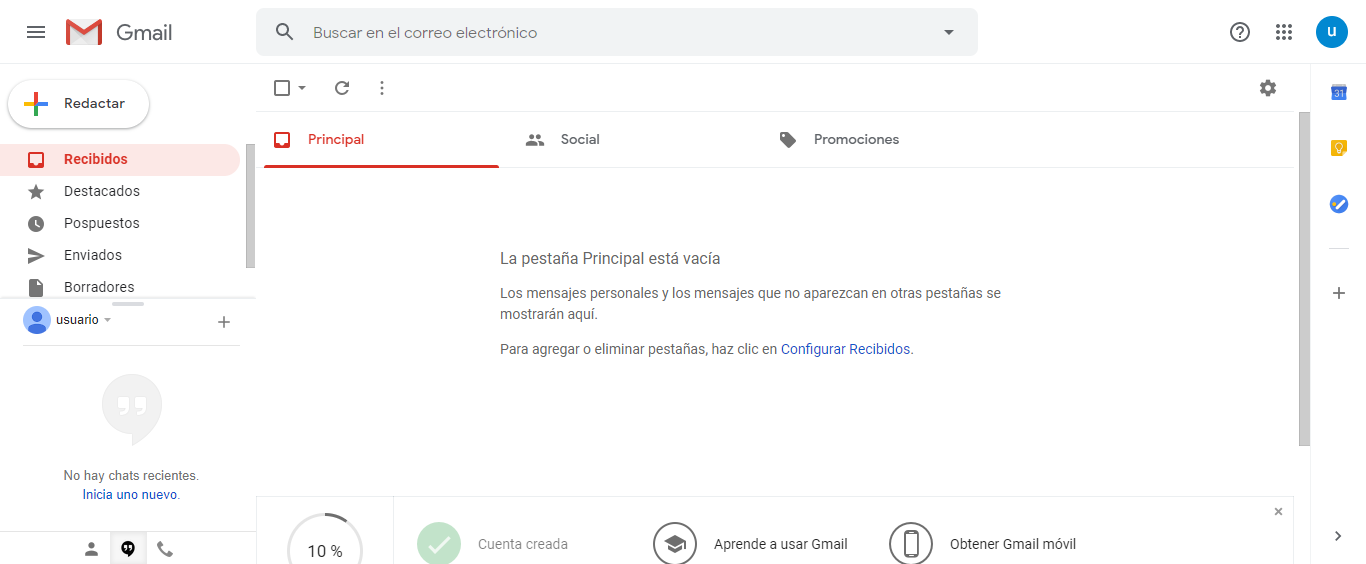 Gmail
Buscar en el correo electrónico
u
Redactar
Recibidos
Destacados
Pospuestos
Enviados
Borradores
usuario
No hay chats recientes.
Inicia uno nuevo.
Principal
Social
Promociones
La pestaña Principal está vacía
Los mensajes personales y los mensajes que no aparezcan en otras pestañas se
mostrarán aquí.
Para agregar o eliminar pestañas, haz clic en Configurar Recibidos.
10 %
Cuenta creada
Aprende a usar Gmail
Obtener Gmail móvil
31